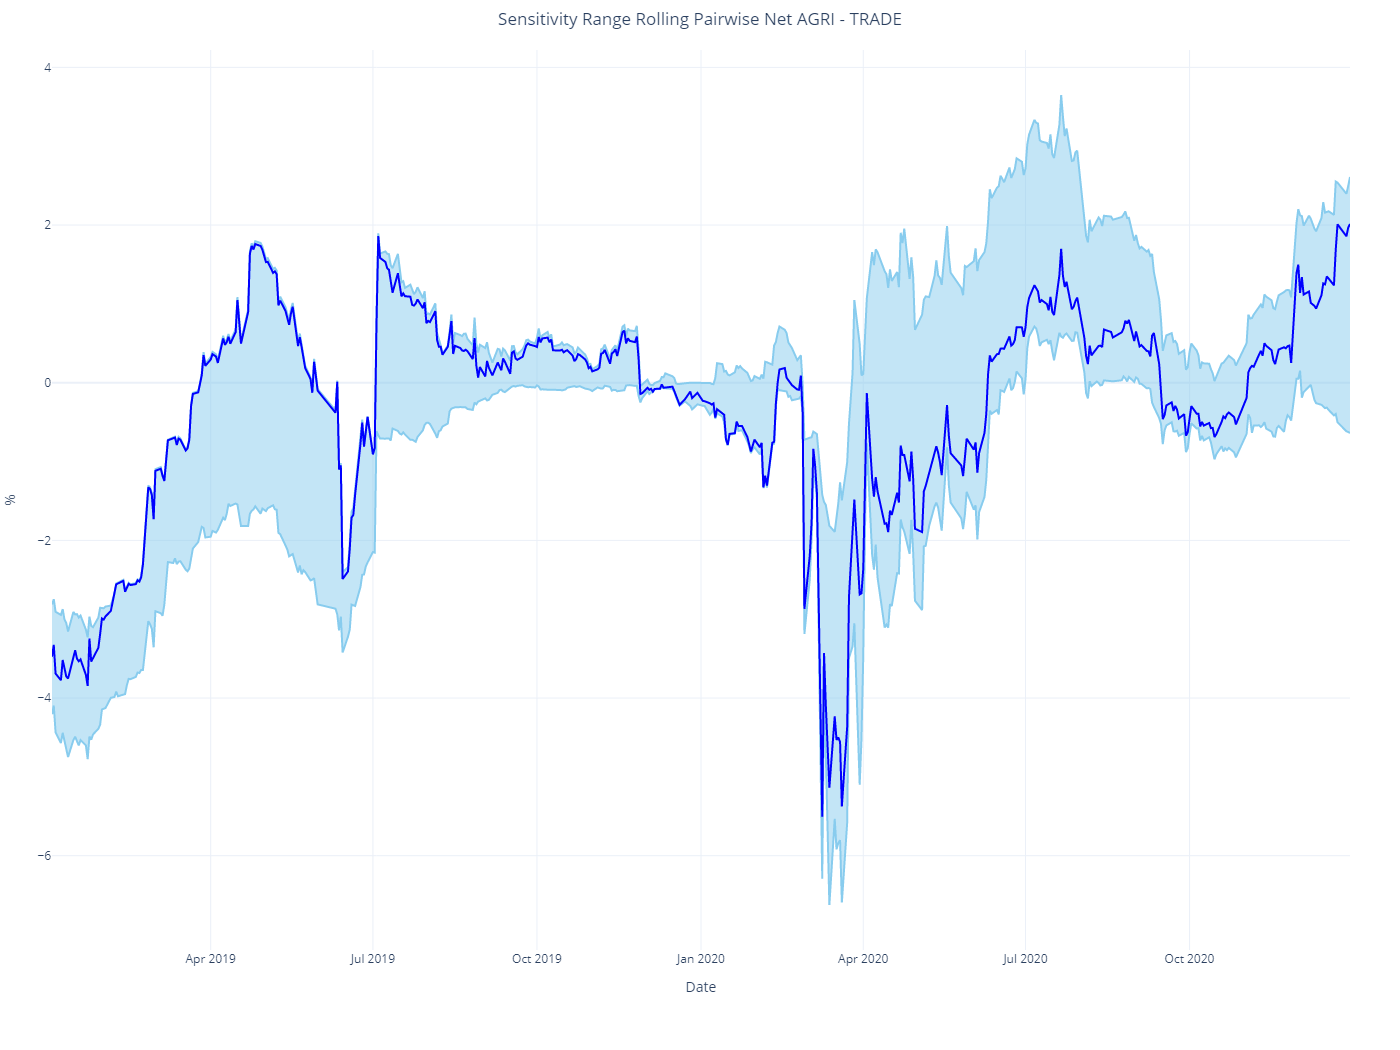 Sensitivity Range Rolling Pairwise Net AGRI - TRADE
4
2
0
−2
−4
−6
%
Apr 2019
Jul 2019
Oct 2019
Jan 2020
Apr 2020
Jul 2020
Oct 2020
Date